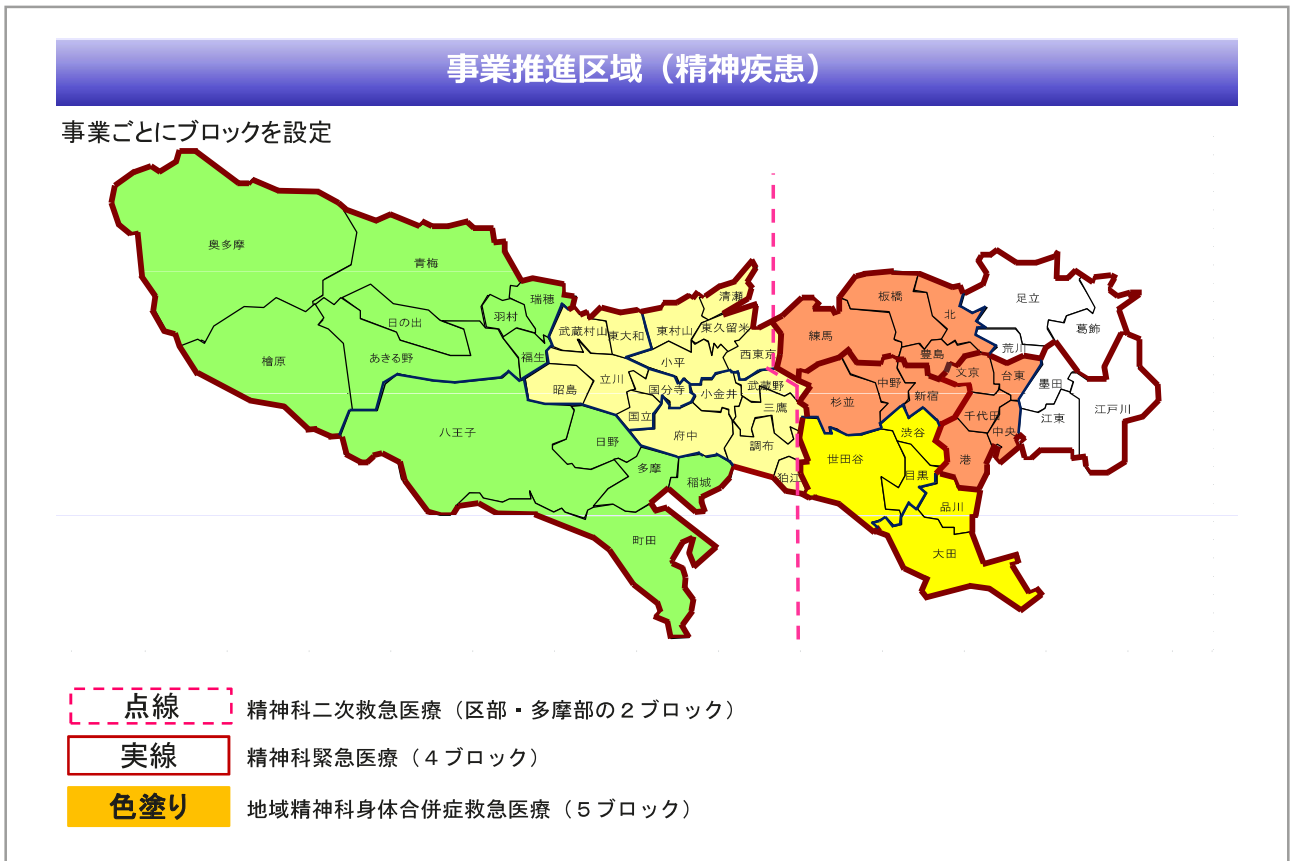 事業推進区域（精神疾患）
事業ごとにブロックを設定
奥多摩
青梅
瑞穂
羽村
日の出
あきる野
檜原
福生
八王子
日野
多摩
稲城
町田
武蔵村山
東大和
昭島
立川
国立
国分寺
小平
東村山
清瀬
東久留米
西東京
小金井
武蔵野
三鷹
府中
調布
狛江
練馬
板橋
北
豊島
文京
台東
杉並
中野
新宿
千代田
中央
港
世田谷
渋谷
目黒
品川
大田
足立
葛飾
荒川
墨田
江東
江戸川
点線 精神科二次救急医療（区部・多摩部の２ブロック）
実線 精神科緊急医療（４ブロック）
色塗り 地域精神科身体合併症救急医療（５ブロック）